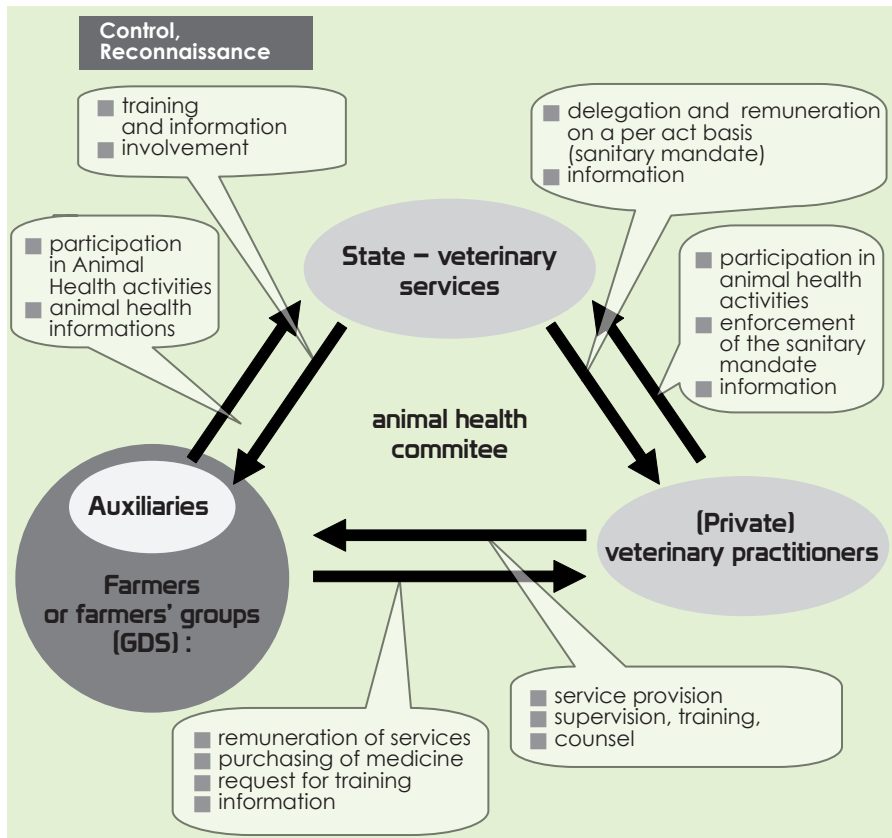 Control,
Reconnaissance
■ training
and information
■ involvement
■ delegation and remuneration
on a per act basis
(sanitary mandate)
■ information
■ participation
in Animal
Health activities
■ animal health
informations
State – veterinary
services
■ participation in
animal health
activities
■ enforcement
of the sanitary
mandate
■ information
animal health
commitee
Auxiliaries
Farmers
or farmers' groups
(GDS) :
(Private)
veterinary practitioners
■ service provision
■ supervision, training,
■ counsel
■ remuneration of services
■ purchasing of medicine
■ request for training
■ information